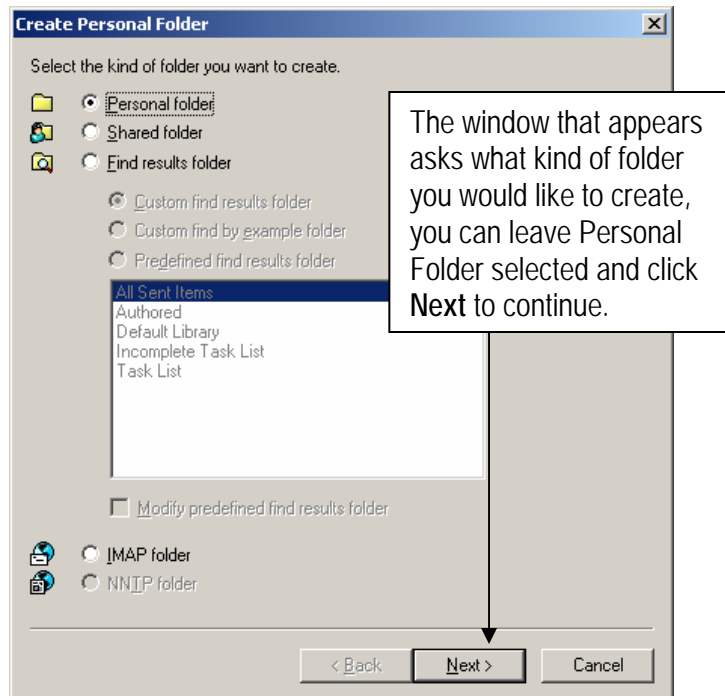 Create Personal Folder
Select the kind of folder you want to create.
Personal folder
Shared folder
Find results folder
Custom find results folder
Custom find by example folder
Predefined find results folder
All Sent Items
Authored
Default Library
Incomplete Task List
Task List
Modify predefined find results folder
IMAP folder
NNTP folder
< Back
Next >
Cancel
The window that appears
asks what kind of folder
you would like to create,
you can leave Personal
Folder selected and click
Next to continue.